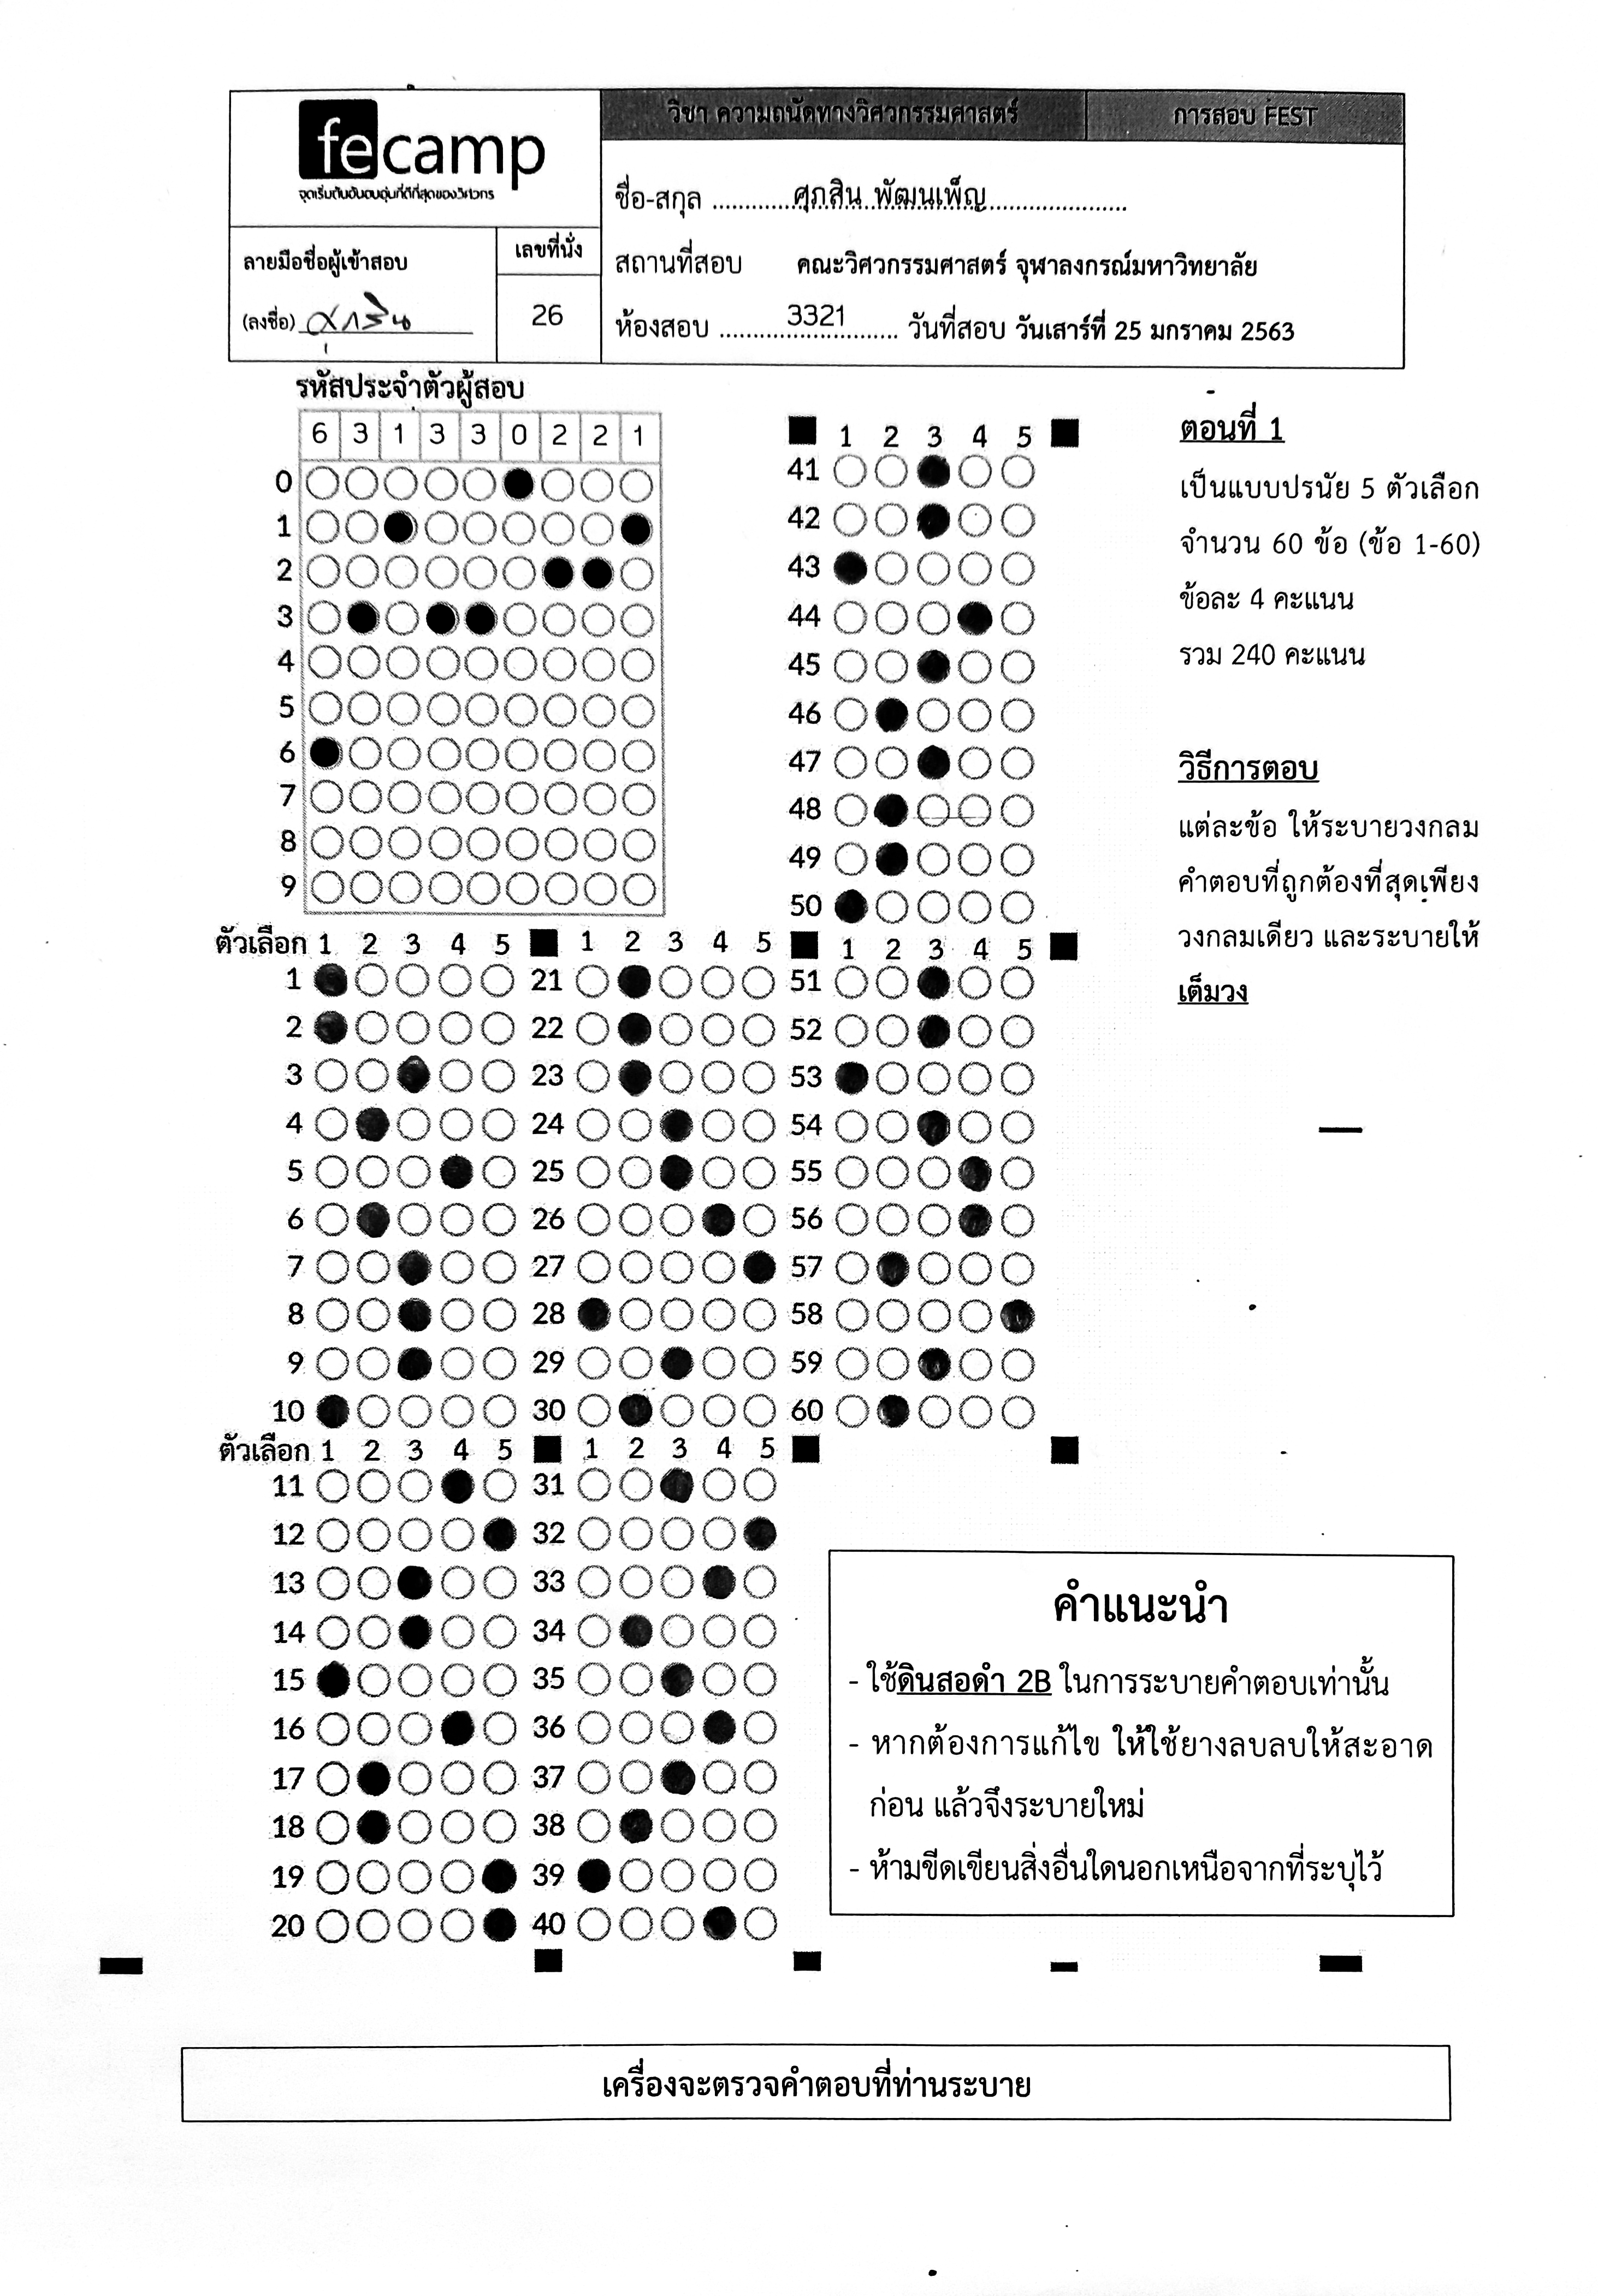 fecamp
จุดเริ่มต้นอันอบอุ่นที่ดีที่สุดของวิศวกร
วิชา ความถนัดทางวิศวกรรมศาสตร์ การสอบ FEST
ชื่อ-สกุล ศุภสิน พัฒนเพ็ญ
ลายมือชื่อผู้เข้าสอบ
(ลงชื่อ) ศุภสิน
เลขที่นั่ง
26
สถานที่สอบ คณะวิศวกรรมศาสตร์ จุฬาลงกรณ์มหาวิทยาลัย
ห้องสอบ 3321 วันที่สอบ วันเสาร์ที่ 25 มกราคม 2563
รหัสประจำตัวผู้สอบ
6 3 1 3 3 0 2 2 1
0
1
2
3
4
5
6
7
8
9
1 2 3 4 5
41
42
43
44
45
46
47
48
49
50
ตอนที่ 1
เป็นแบบปรนัย 5 ตัวเลือก
จำนวน 60 ข้อ (ข้อ 1-60)
ข้อละ 4 คะแนน
รวม 240 คะแนน
วิธีการตอบ
แต่ละข้อ ให้ระบายวงกลม
คำตอบที่ถูกต้องที่สุดเพียง
วงกลมเดียว และระบายให้
เต็มวง
ตัวเลือก 1 2 3 4 5 1 2 3 4 5 1 2 3 4 5
1 21 51
2 22 52
3 23 53
4 24 54
5 25 55
6 26 56
7 27 57
8 28 58
9 29 59
10 30 60
ตัวเลือก 1 2 3 4 5 1 2 3 4 5
11 31
12 32
13 33
14 34
15 35
16 36
17 37
18 38
19 39
20 40
คำแนะนำ
- ใช้ดินสอดำ 2B ในการระบายคำตอบเท่านั้น
- หากต้องการแก้ไข ให้ใช้ยางลบลบให้สะอาด
ก่อน แล้วจึงระบายใหม่
- ห้ามขีดเขียนสิ่งอื่นใดนอกเหนือจากที่ระบุไว้
เครื่องจะตรวจคำตอบที่ท่านระบาย